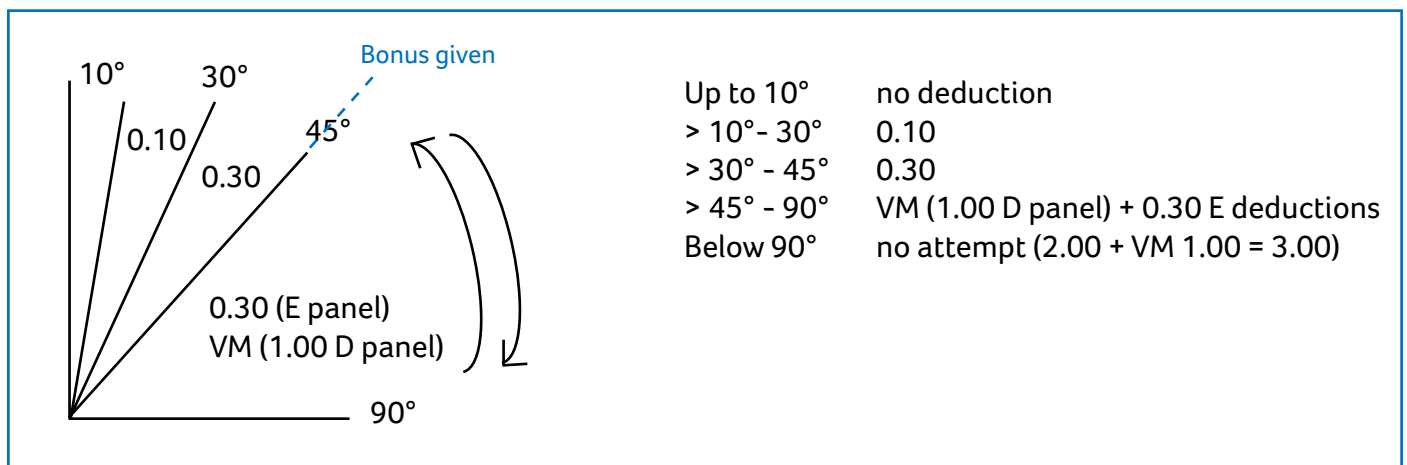 Bonus given
10°
30°
45°
0.10
0.30
0.30 (E panel)
VM (1.00 D panel)
90°
Up to 10° no deduction
> 10°- 30° 0.10
> 30° - 45° 0.30
> 45° - 90° VM (1.00 D panel) + 0.30 E deductions
Below 90° no attempt (2.00 + VM 1.00 = 3.00)